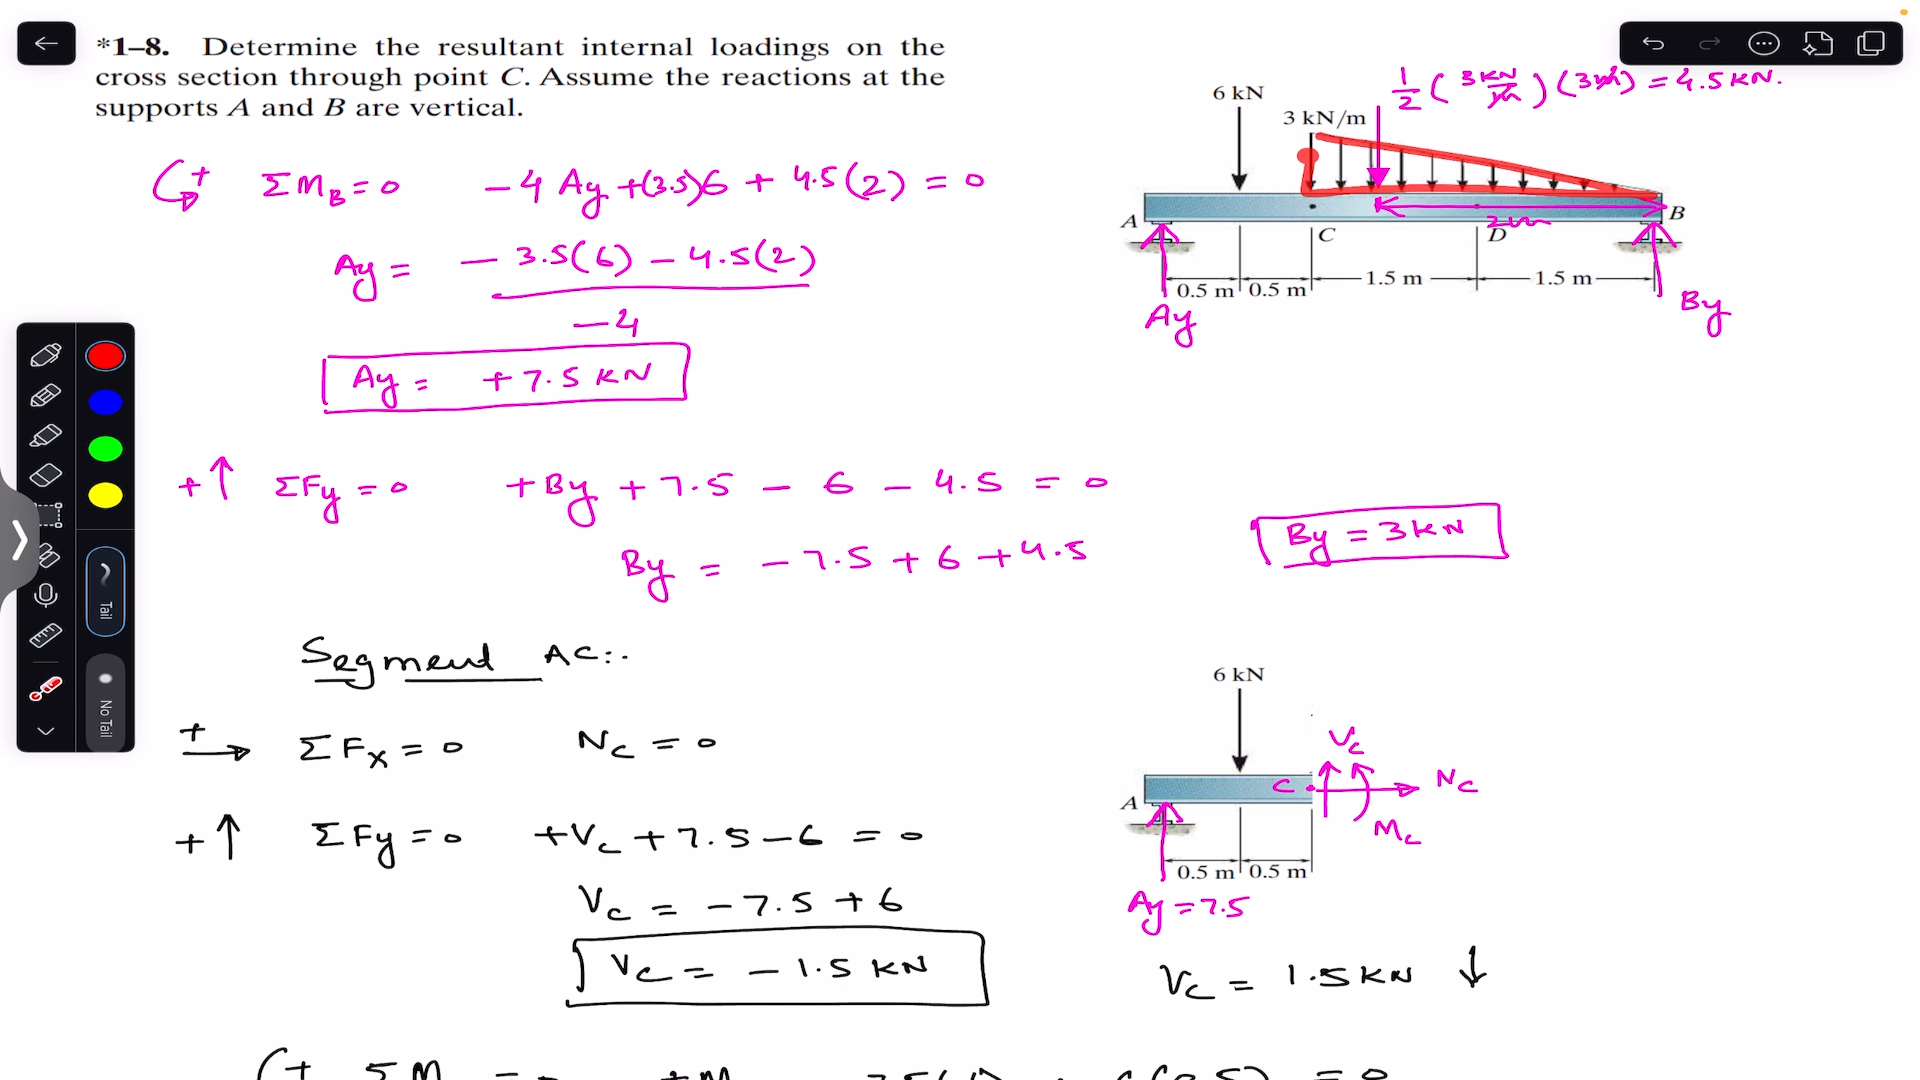 *1–8. Determine the resultant internal loadings on the
cross section through point C. Assume the reactions at the
supports A and B are vertical.
1/2 ( 3 kN/m ) (3m) = 4.5 KN.
6 kN
3 kN/m
A
B
C
D
2m
0.5 m 0.5 m 1.5 m 1.5 m
Ay
By
+ ΣM_B = 0 -4 Ay +(3.5)6 + 4.5(2) = 0
Ay = -3.5(6) - 4.5(2)
-4
Ay = +7.5 KN
+↑ ΣFy = 0 +By + 7.5 - 6 - 4.5 = 0
By = -7.5 + 6 + 4.5
By = 3 KN
Segment AC:.
+→ ΣFx = 0 Nc = 0
+↑ ΣFy = 0 +Vc + 7.5 - 6 = 0
Vc = -7.5 + 6
Vc = -1.5 KN
6 kN
Vc
A
C
Nc
Mc
0.5 m 0.5 m
Ay = 7.5
Vc = 1.5 KN ↓
Tail
No Tail